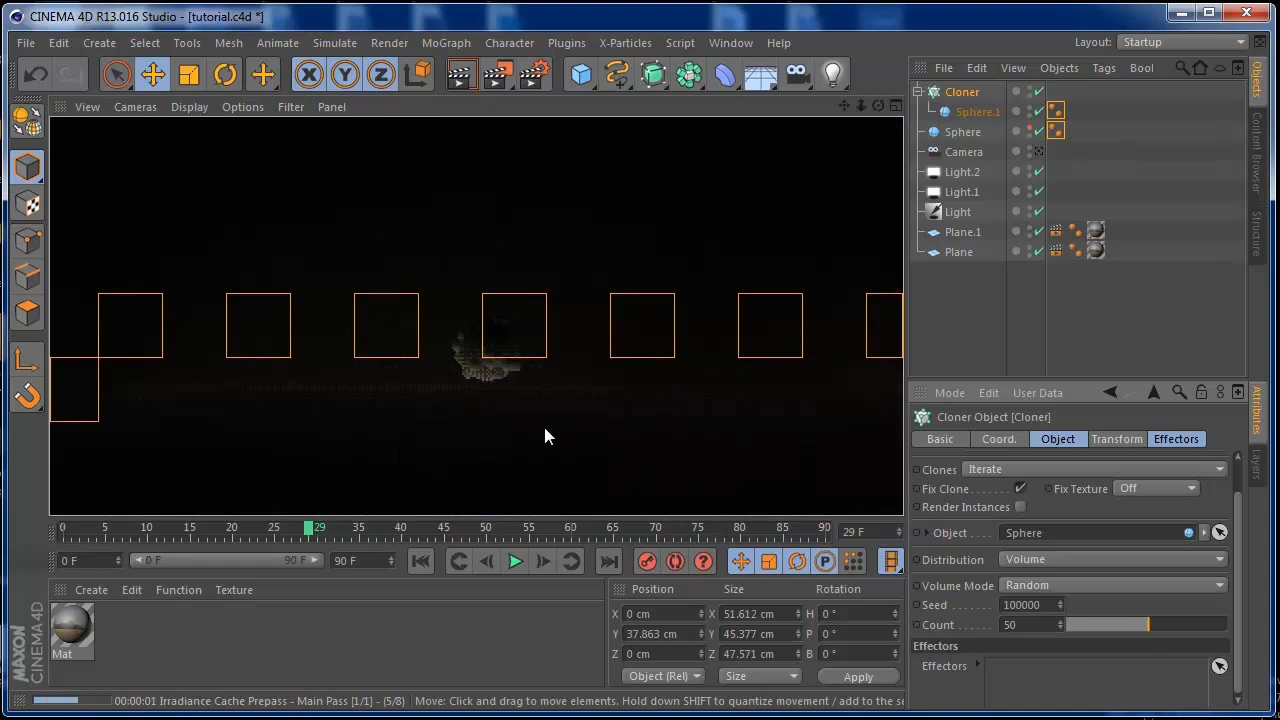 CINEMA 4D R13.016 Studio - [tutorial.c4d *]
File Edit Create Select Tools Mesh Animate Simulate Render MoGraph Character Plugins X-Particles Script Window Help Layout: Startup
X Y Z
File Edit View Objects Tags Bool
View Cameras Display Options Filter Panel
Cloner
Sphere.1
Sphere
Camera
Light.2
Light.1
Light
Plane.1
Plane
Objects
Content Browser
Structure
Mode Edit User Data
Cloner Object [Cloner]
Basic Coord. Object Transform Effectors
Clones Iterate
Fix Clone Fix Texture Off
Render Instances
Object Sphere
Distribution Volume
Volume Mode Random
Seed 100000
Count 50
Effectors
Effectors
Attributes
Layers
0 5 10 15 20 25 29 35 40 45 50 55 60 65 70 75 80 85 90 29 F
0 F 0 F 90 F 90 F P
Create Edit Function Texture
Mat
MAXON
CINEMA 4D
Position Size Rotation
X 0 cm X 51.612 cm H 0 °
Y 37.863 cm Y 45.377 cm P 0 °
Z 0 cm Z 47.571 cm B 0 °
Object (Rel) Size Apply
00:00:01 Irradiance Cache Prepass - Main Pass [1/1] - (5/8) Move: Click and drag to move elements. Hold down SHIFT to quantize movement / add to the se